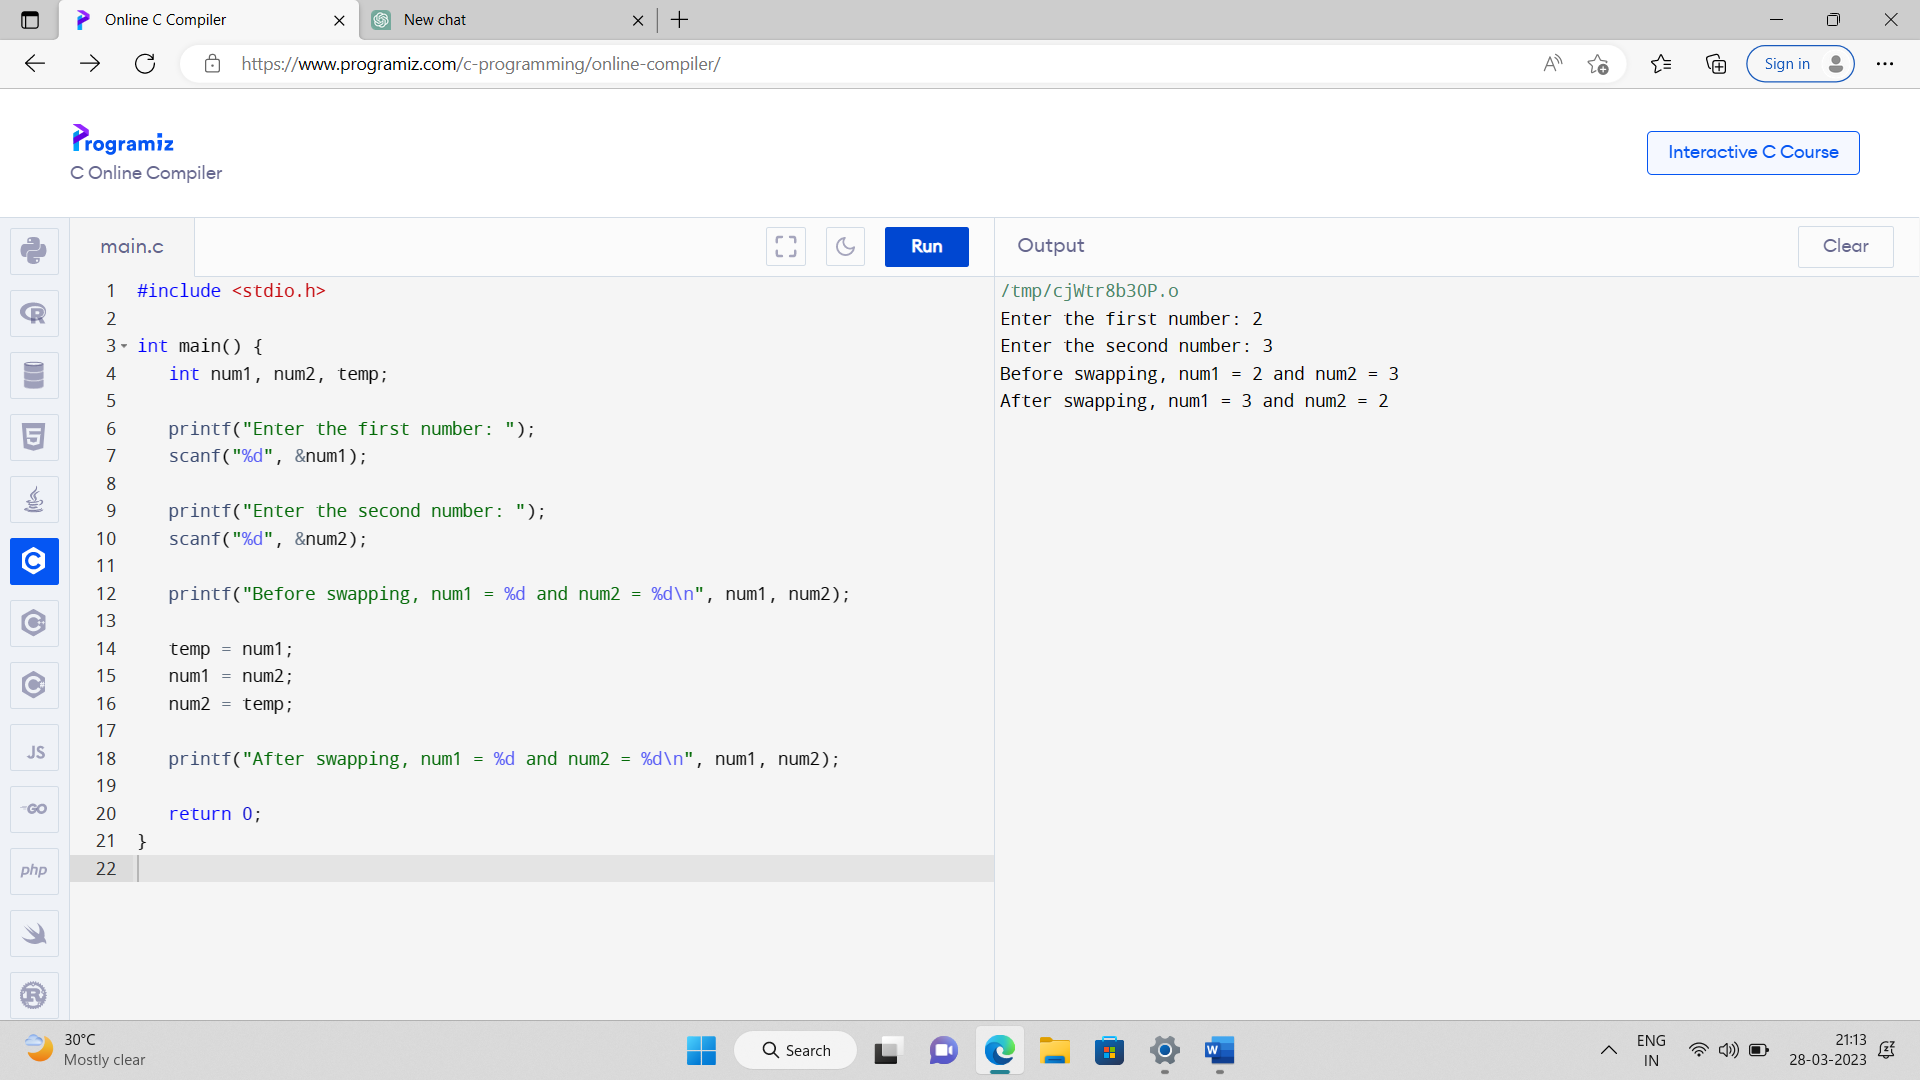 Online C Compiler
New chat
https://www.programiz.com/c-programming/online-compiler/
Sign in
Programiz
C Online Compiler
Interactive C Course
main.c
Run
Output
Clear
1 #include <stdio.h>
2
3 int main() {
4    int num1, num2, temp;
5
6    printf("Enter the first number: ");
7    scanf("%d", &num1);
8
9    printf("Enter the second number: ");
10    scanf("%d", &num2);
11
12    printf("Before swapping, num1 = %d and num2 = %d\n", num1, num2);
13
14    temp = num1;
15    num1 = num2;
16    num2 = temp;
17
18    printf("After swapping, num1 = %d and num2 = %d\n", num1, num2);
19
20    return 0;
21 }
22
/tmp/cjWtr8b3OP.o
Enter the first number: 2
Enter the second number: 3
Before swapping, num1 = 2 and num2 = 3
After swapping, num1 = 3 and num2 = 2
JS
GO
php
30°C
Mostly clear
Search
ENG
IN
21:13
28-03-2023